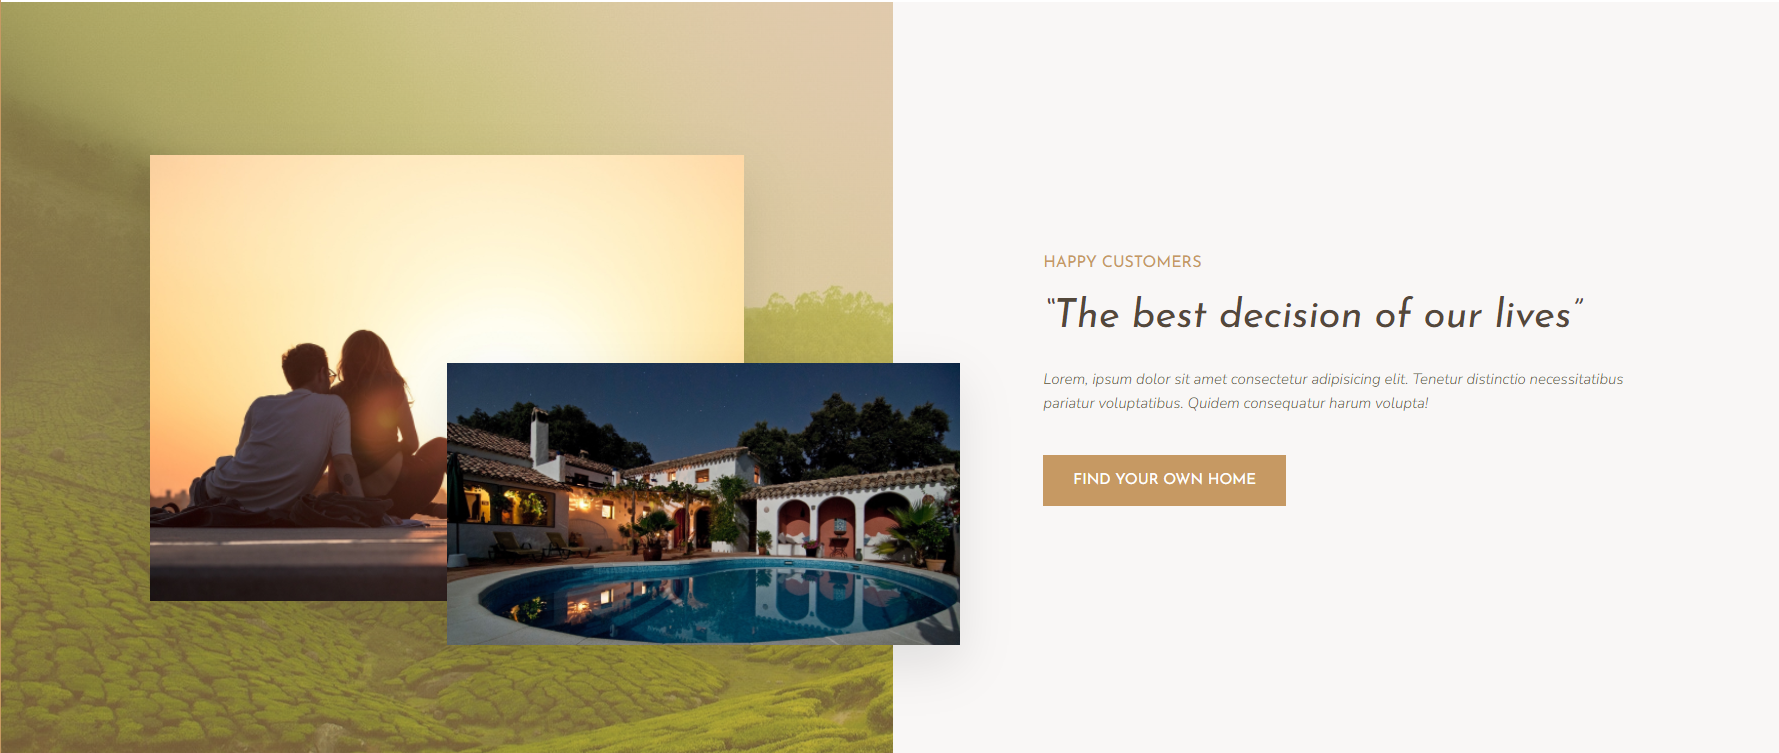 HAPPY CUSTOMERS
“The best decision of our lives”
Lorem, ipsum dolor sit amet consectetur adipisicing elit. Tenetur distinctio necessitatibus
pariatur voluptatibus. Quidem consequatur harum volupta!
FIND YOUR OWN HOME